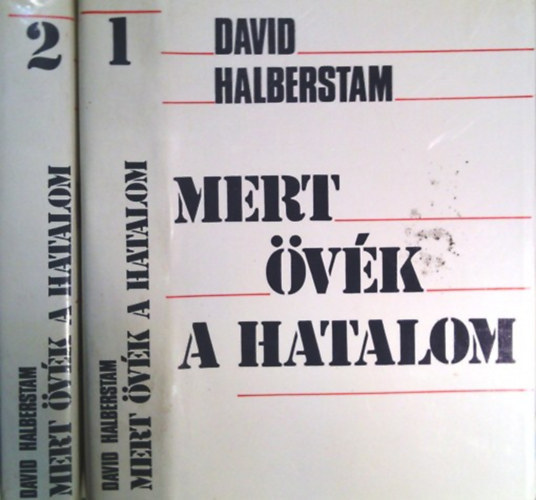 2
DAVID HALBERSTAM
MERT ÖVÉK A HATALOM
1
DAVID HALBERSTAM
MERT ÖVÉK A HATALOM
DAVID
HALBERSTAM
MERT
ÖVÉK
A HATALOM